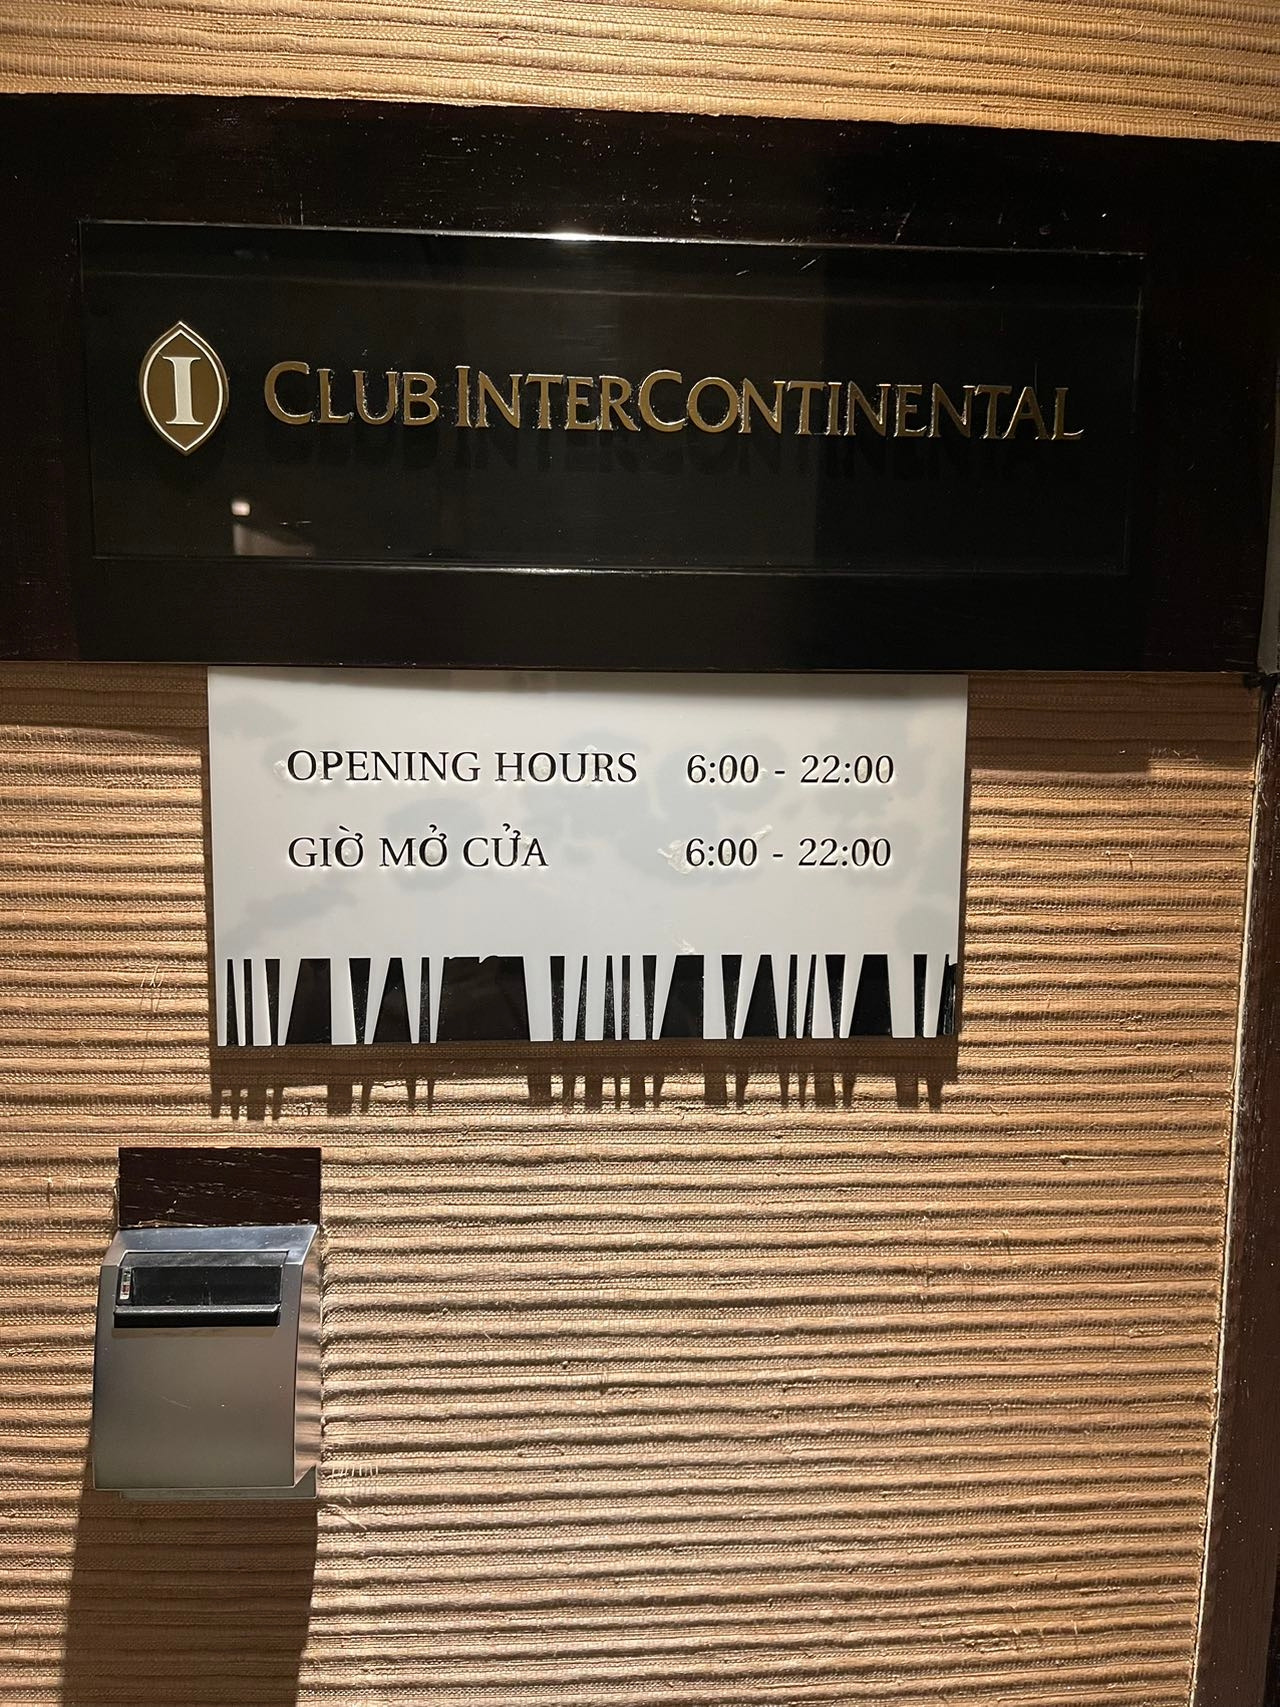 I CLUB INTERCONTINENTAL
OPENING HOURS 6:00 - 22:00
GIỜ MỞ CỬA 6:00 - 22:00